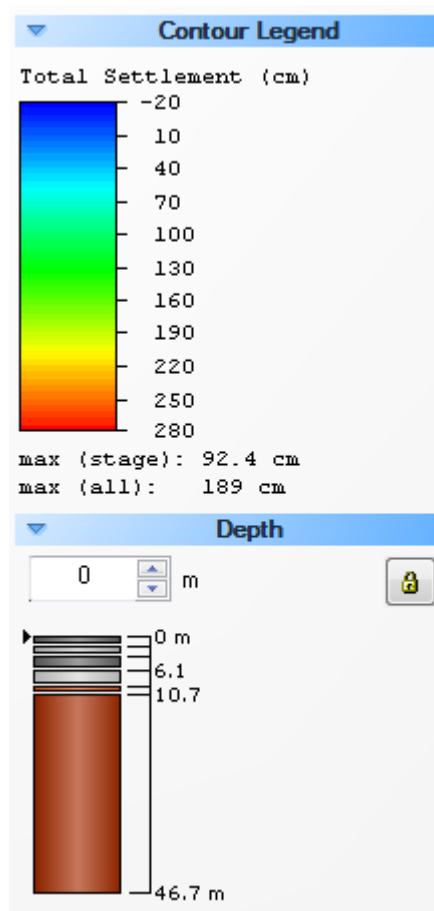 Contour Legend
Total Settlement (cm)
-20
10
40
70
100
130
160
190
220
250
280
max (stage): 92.4 cm
max (all): 189 cm
Depth
0 m
0 m
6.1
10.7
46.7 m